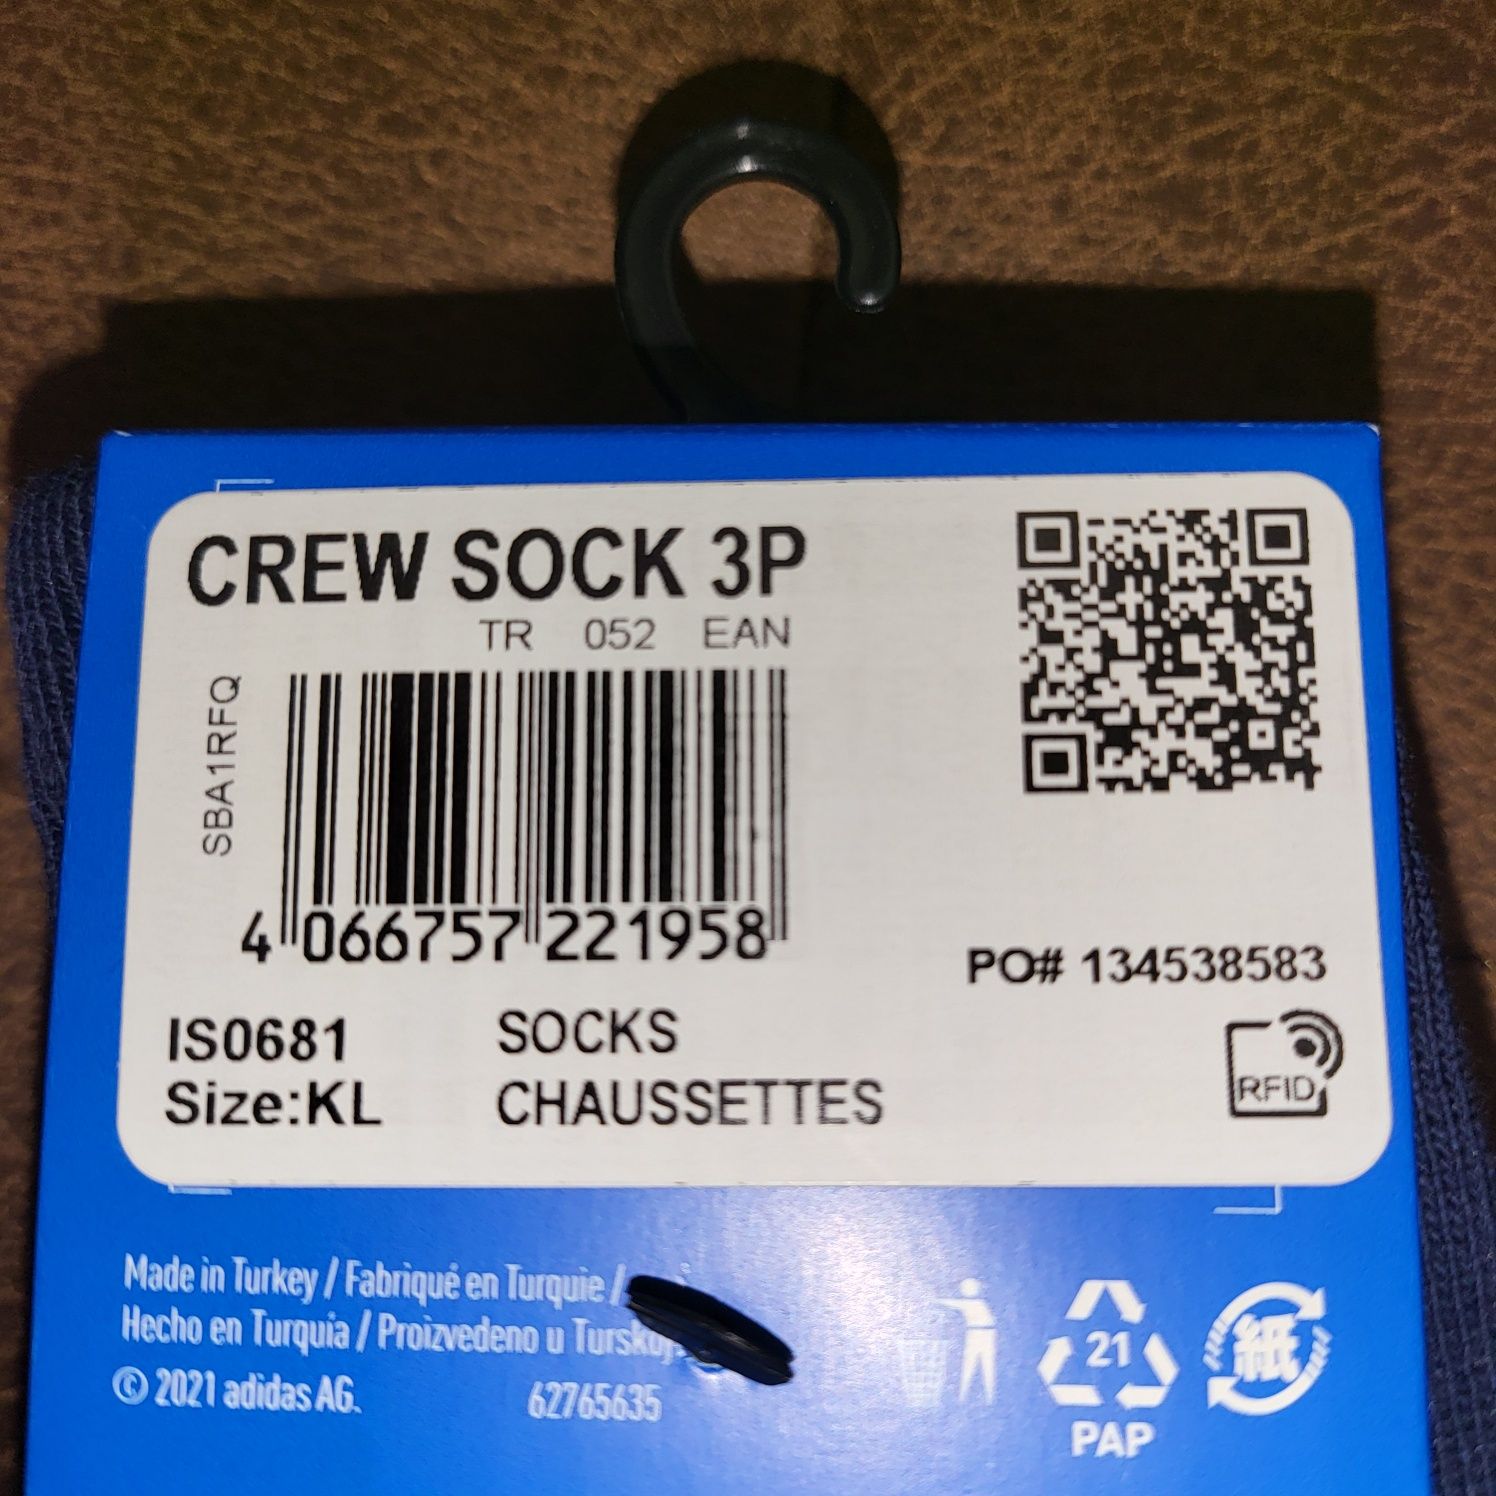 CREW SOCK 3P
TR 052 EAN
SBA1RFQ
4 066757 221958
PO# 134538583
IS0681 SOCKS
Size:KL CHAUSSETTES
RFID
Made in Turkey / Fabriqué en Turquie /
Hecho en Turquía / Proizvedeno u Turskoj
© 2021 adidas AG. 62765635
21
PAP
紙